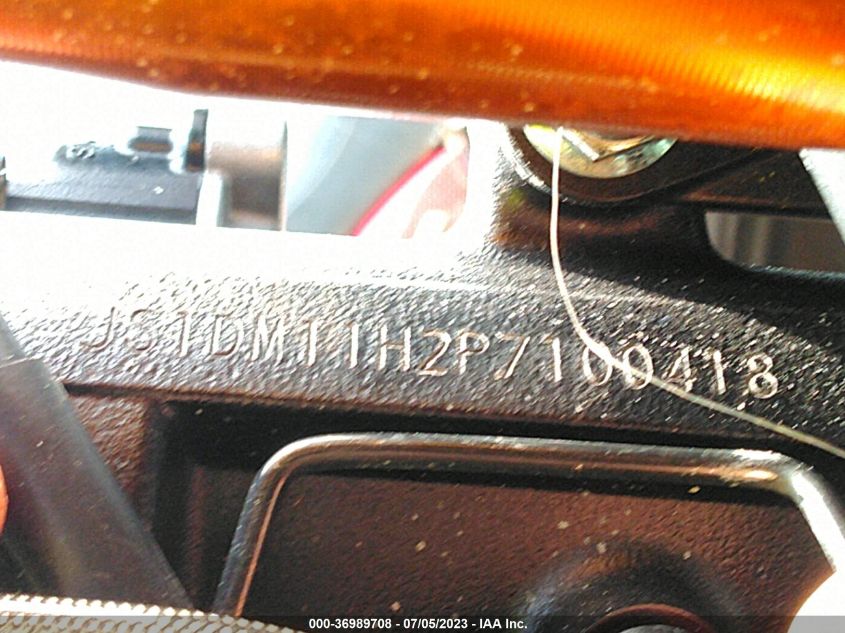 JS1DM11H2P7100418
000-36989708 - 07/05/2023 - IAA Inc.